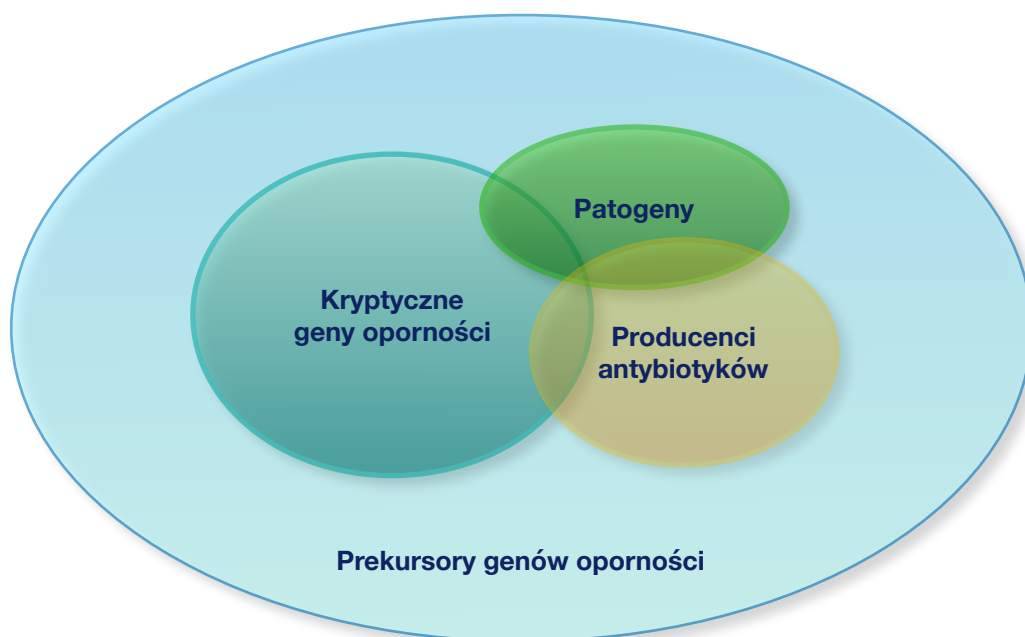 Patogeny
Kryptyczne
geny oporności
Producenci
antybiotyków
Prekursory genów oporności